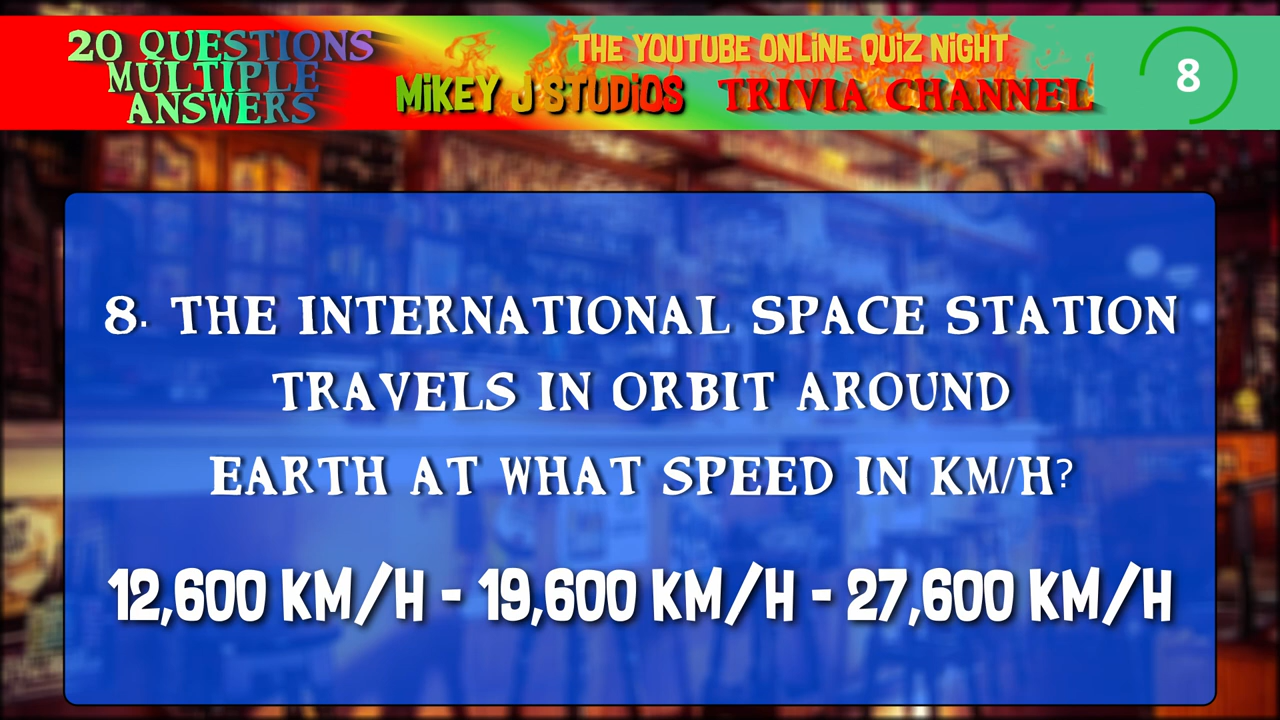 20 QUESTIONS
MULTIPLE
ANSWERS
THE YOUTUBE ONLINE QUIZ NIGHT
MIKEY J STUDIOS TRIVIA CHANNEL
8
8. THE INTERNATIONAL SPACE STATION
TRAVELS IN ORBIT AROUND
EARTH AT WHAT SPEED IN KM/H?
12,600 KM/H - 19,600 KM/H - 27,600 KM/H